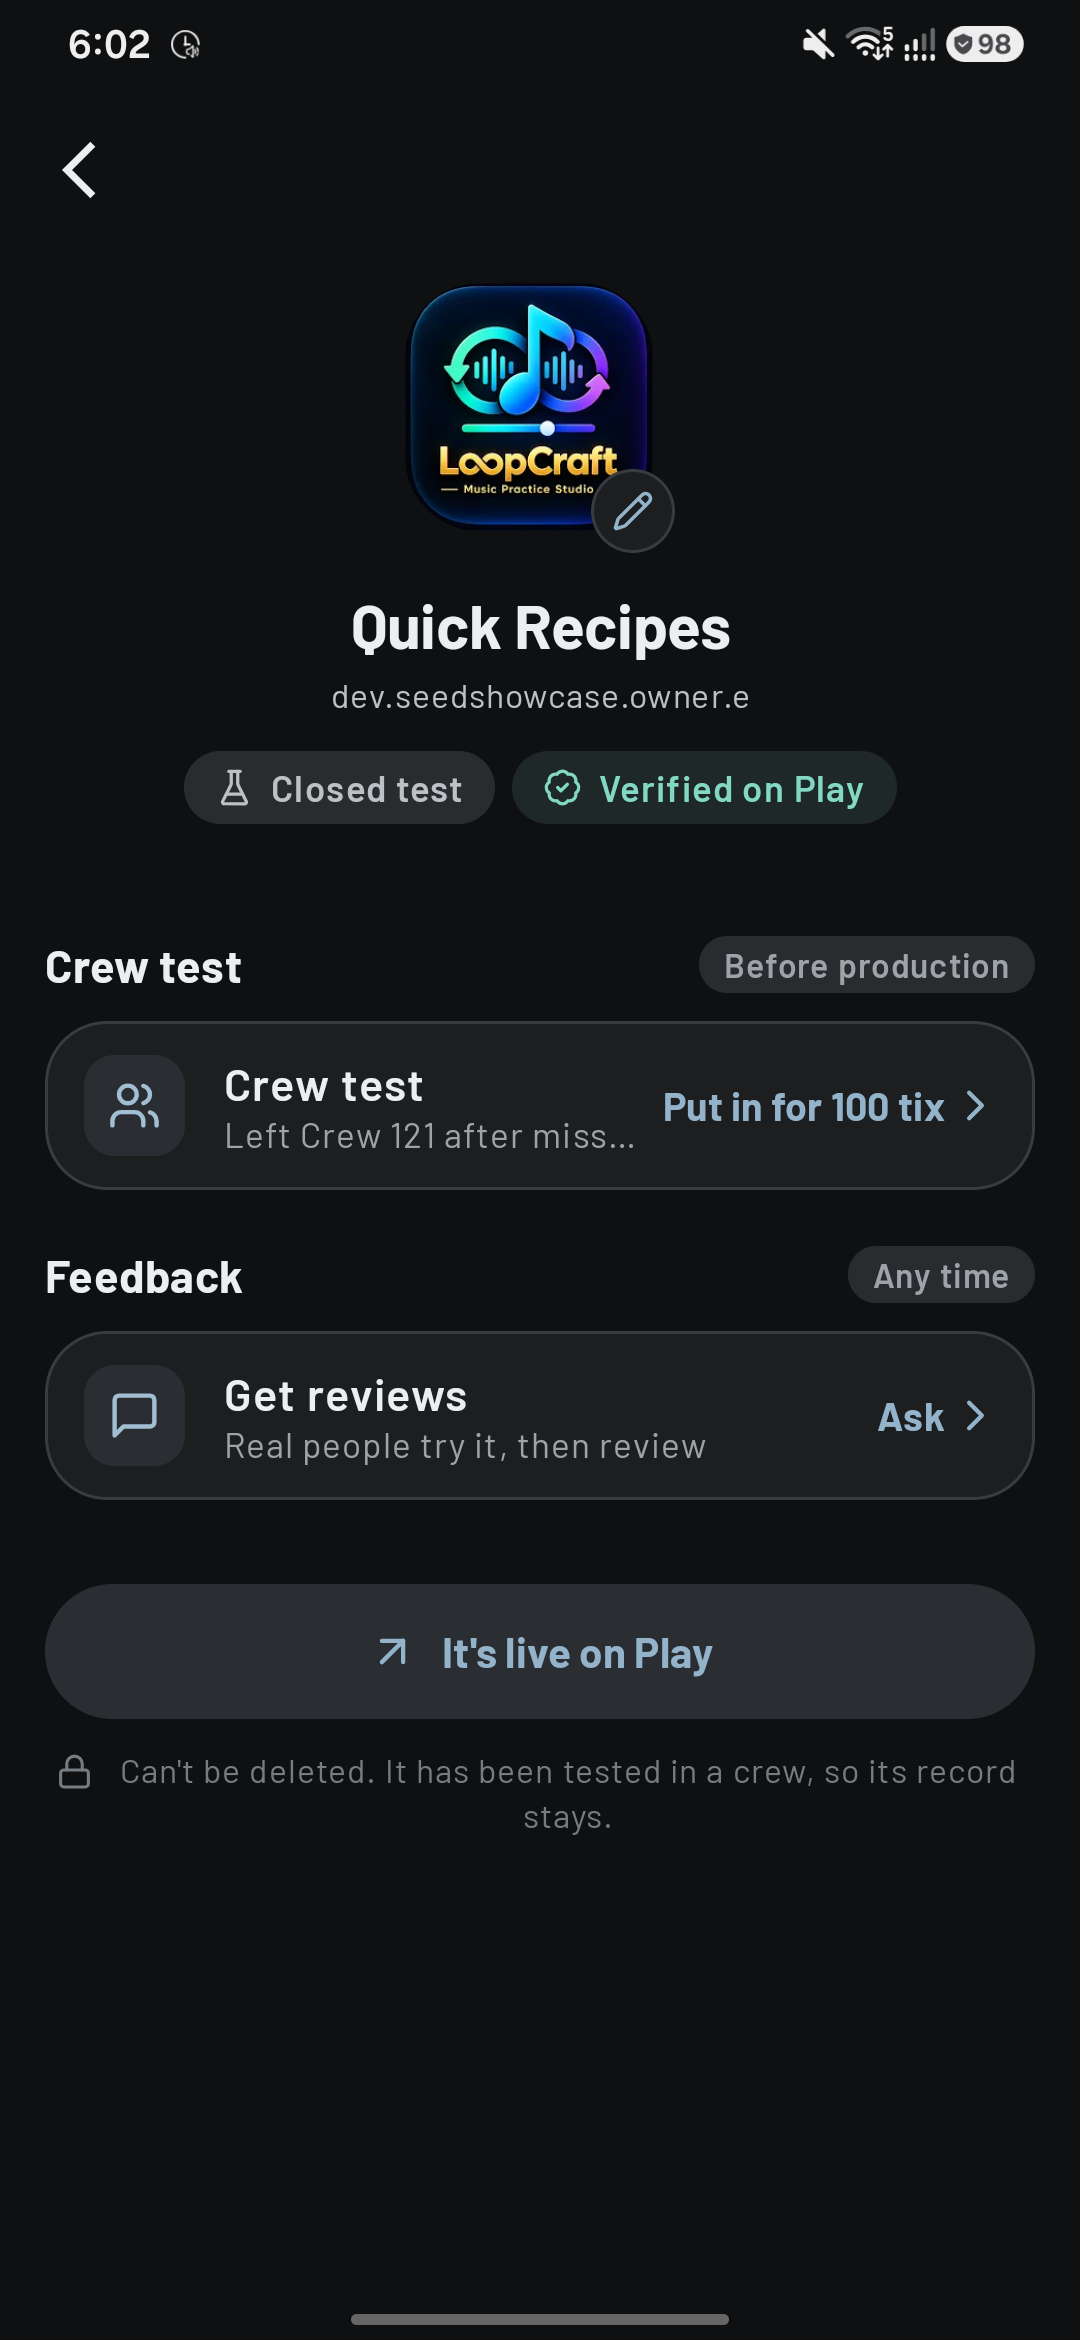 6:02
5
98
LoopCraft
Music Practice Studio
Quick Recipes
dev.seedshowcase.owner.e
Closed test
Verified on Play
Crew test
Before production
Crew test
Left Crew 121 after miss...
Put in for 100 tix
Feedback
Any time
Get reviews
Real people try it, then review
Ask
It's live on Play
Can't be deleted. It has been tested in a crew, so its record
stays.